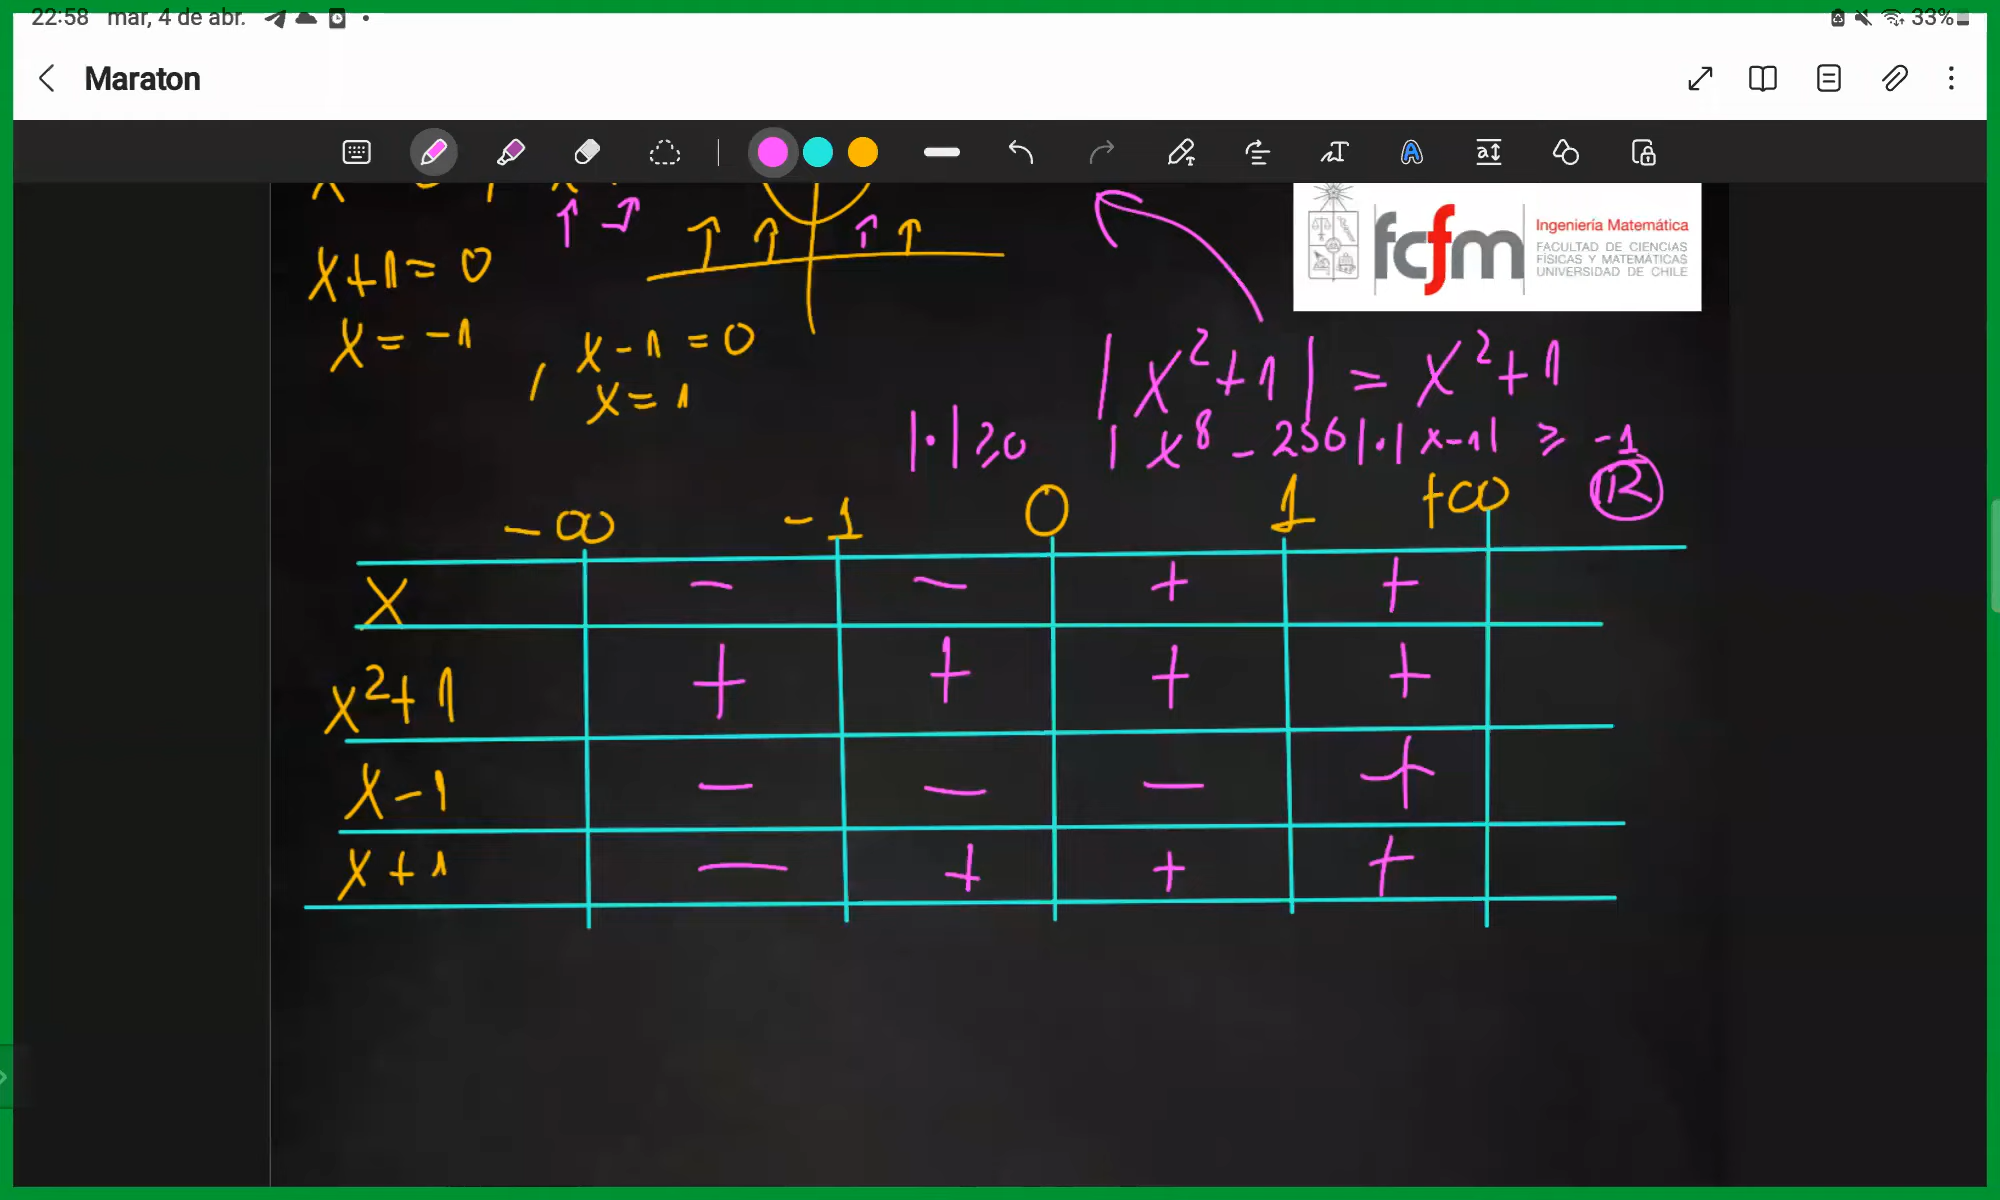 22:58 mar, 4 de abr. 33%
Maraton
x+1=0
x=-1 , x-1=0
x=1
fcfm
Ingeniería Matemática
FACULTAD DE CIENCIAS
FÍSICAS Y MATEMÁTICAS
UNIVERSIDAD DE CHILE
|x²+1| = x²+1
|·|≥0 |x⁸-256|·|x-1| ≥ -1
ℝ
-∞ -1 0 1 +∞
x - - + +
x²+1 + + + +
x-1 - - - +
x+1 - + + +